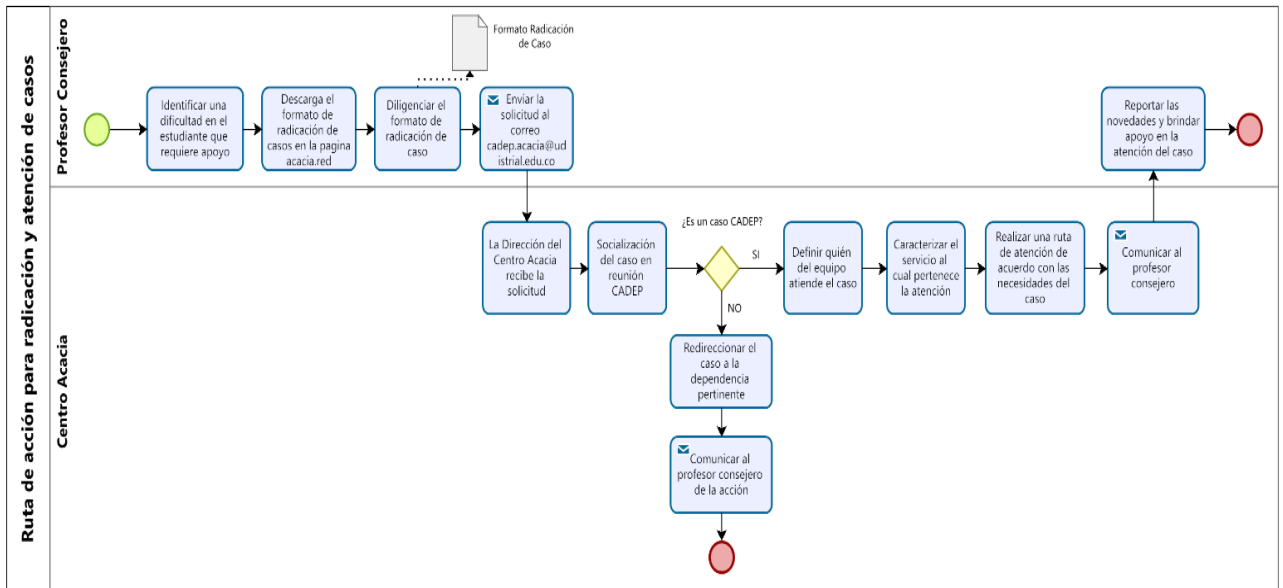 Ruta de acción para radicación y atención de casos
Profesor Consejero
Formato Radicación
de Caso
Identificar una
dificultad en el
estudiante que
requiere apoyo
Descarga el
formato de
radicación de
casos en la pagina
acacia.red
Diligenciar el
formato de
radicación de
caso
Enviar la
solicitud al
correo
cadep.acacia@ud
istrial.edu.co
Reportar las
novedades y brindar
apoyo en la
atención del caso
Centro Acacia
La Dirección del
Centro Acacia
recibe la
solicitud
Socialización
del caso en
reunión
CADEP
¿Es un caso CADEP?
SI
NO
Definir quién
del equipo
atiende el caso
Caracterizar el
servicio al
cual pertenece
la atención
Realizar una ruta
de atención de
acuerdo con las
necesidades del
caso
Comunicar al
profesor
consejero
Redireccionar el
caso a la
dependencia
pertinente
Comunicar al
profesor consejero
de la acción